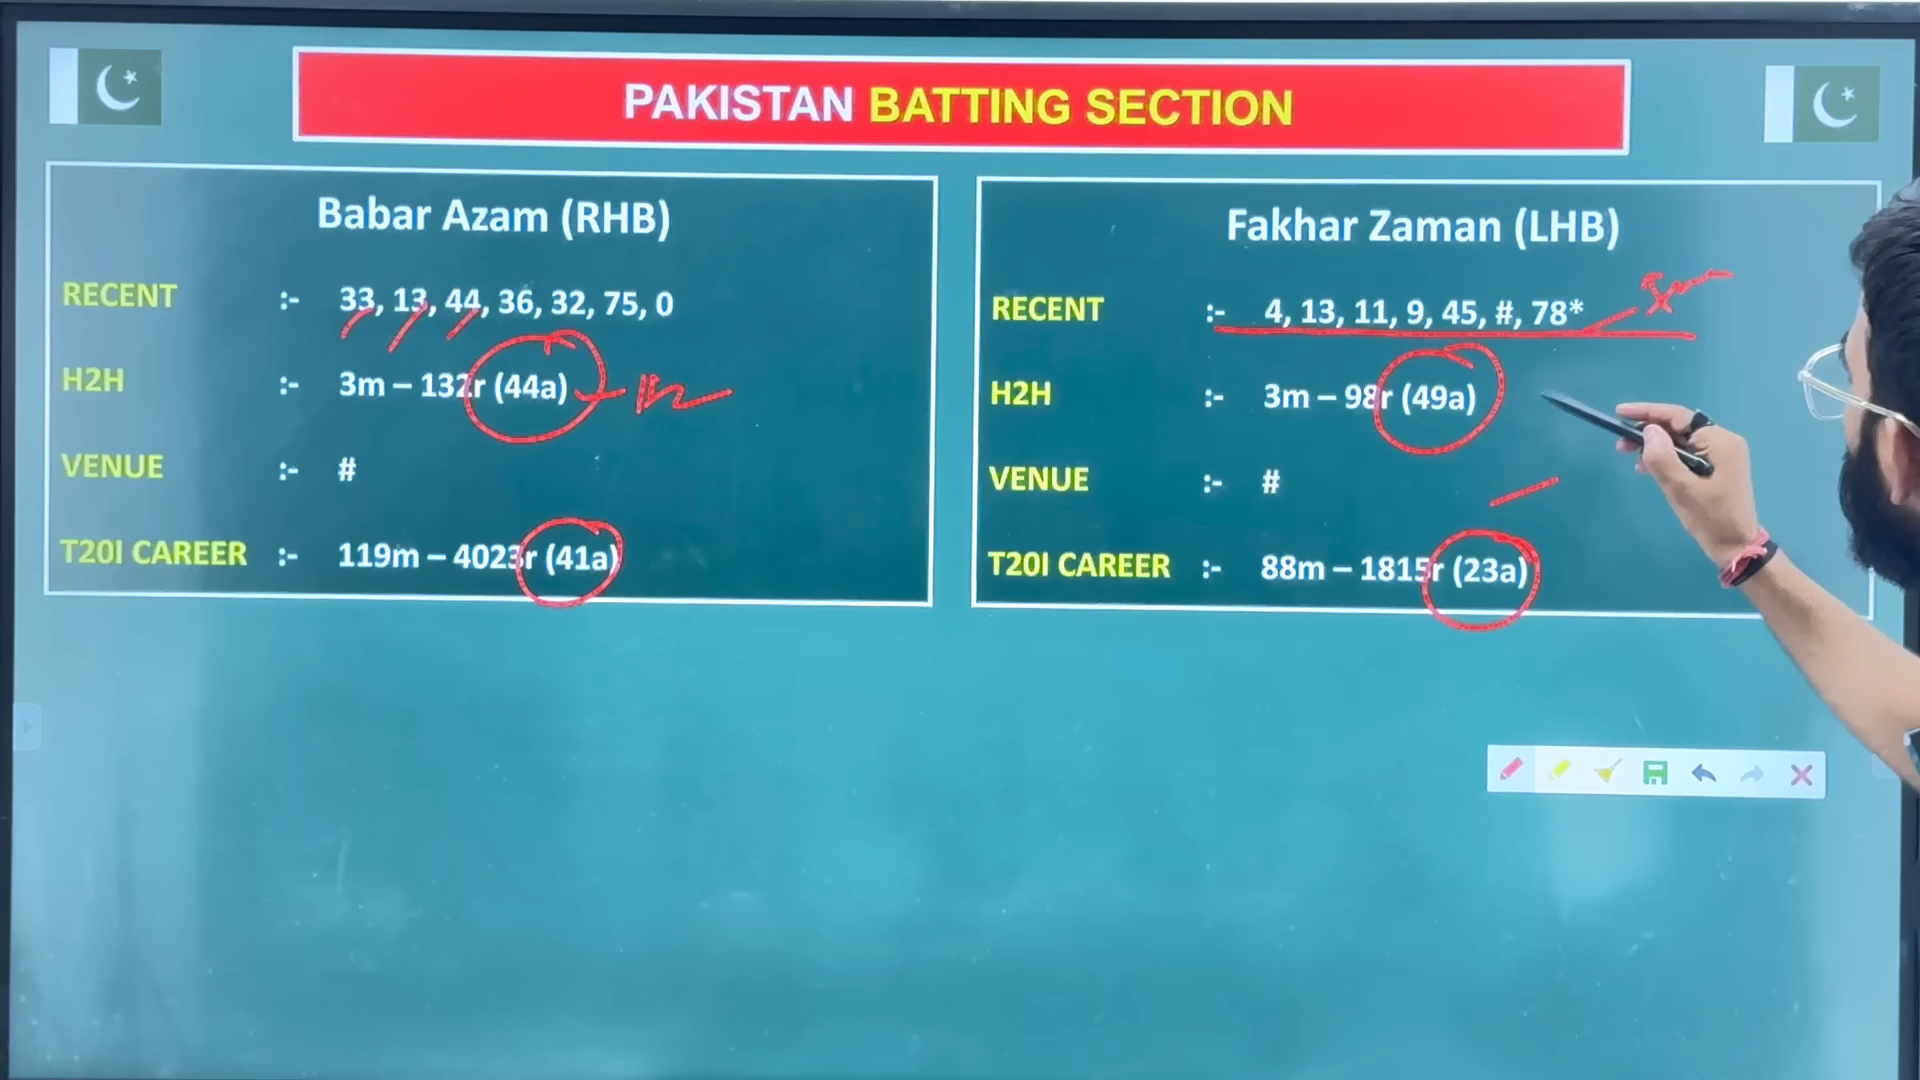 PAKISTAN BATTING SECTION
Babar Azam (RHB)
RECENT :- 33, 13, 44, 36, 32, 75, 0
H2H :- 3m – 132r (44a)
VENUE :- #
T20I CAREER :- 119m – 4023r (41a)
Fakhar Zaman (LHB)
RECENT :- 4, 13, 11, 9, 45, #, 78*
H2H :- 3m – 98r (49a)
VENUE :- #
T20I CAREER :- 88m – 1815r (23a)